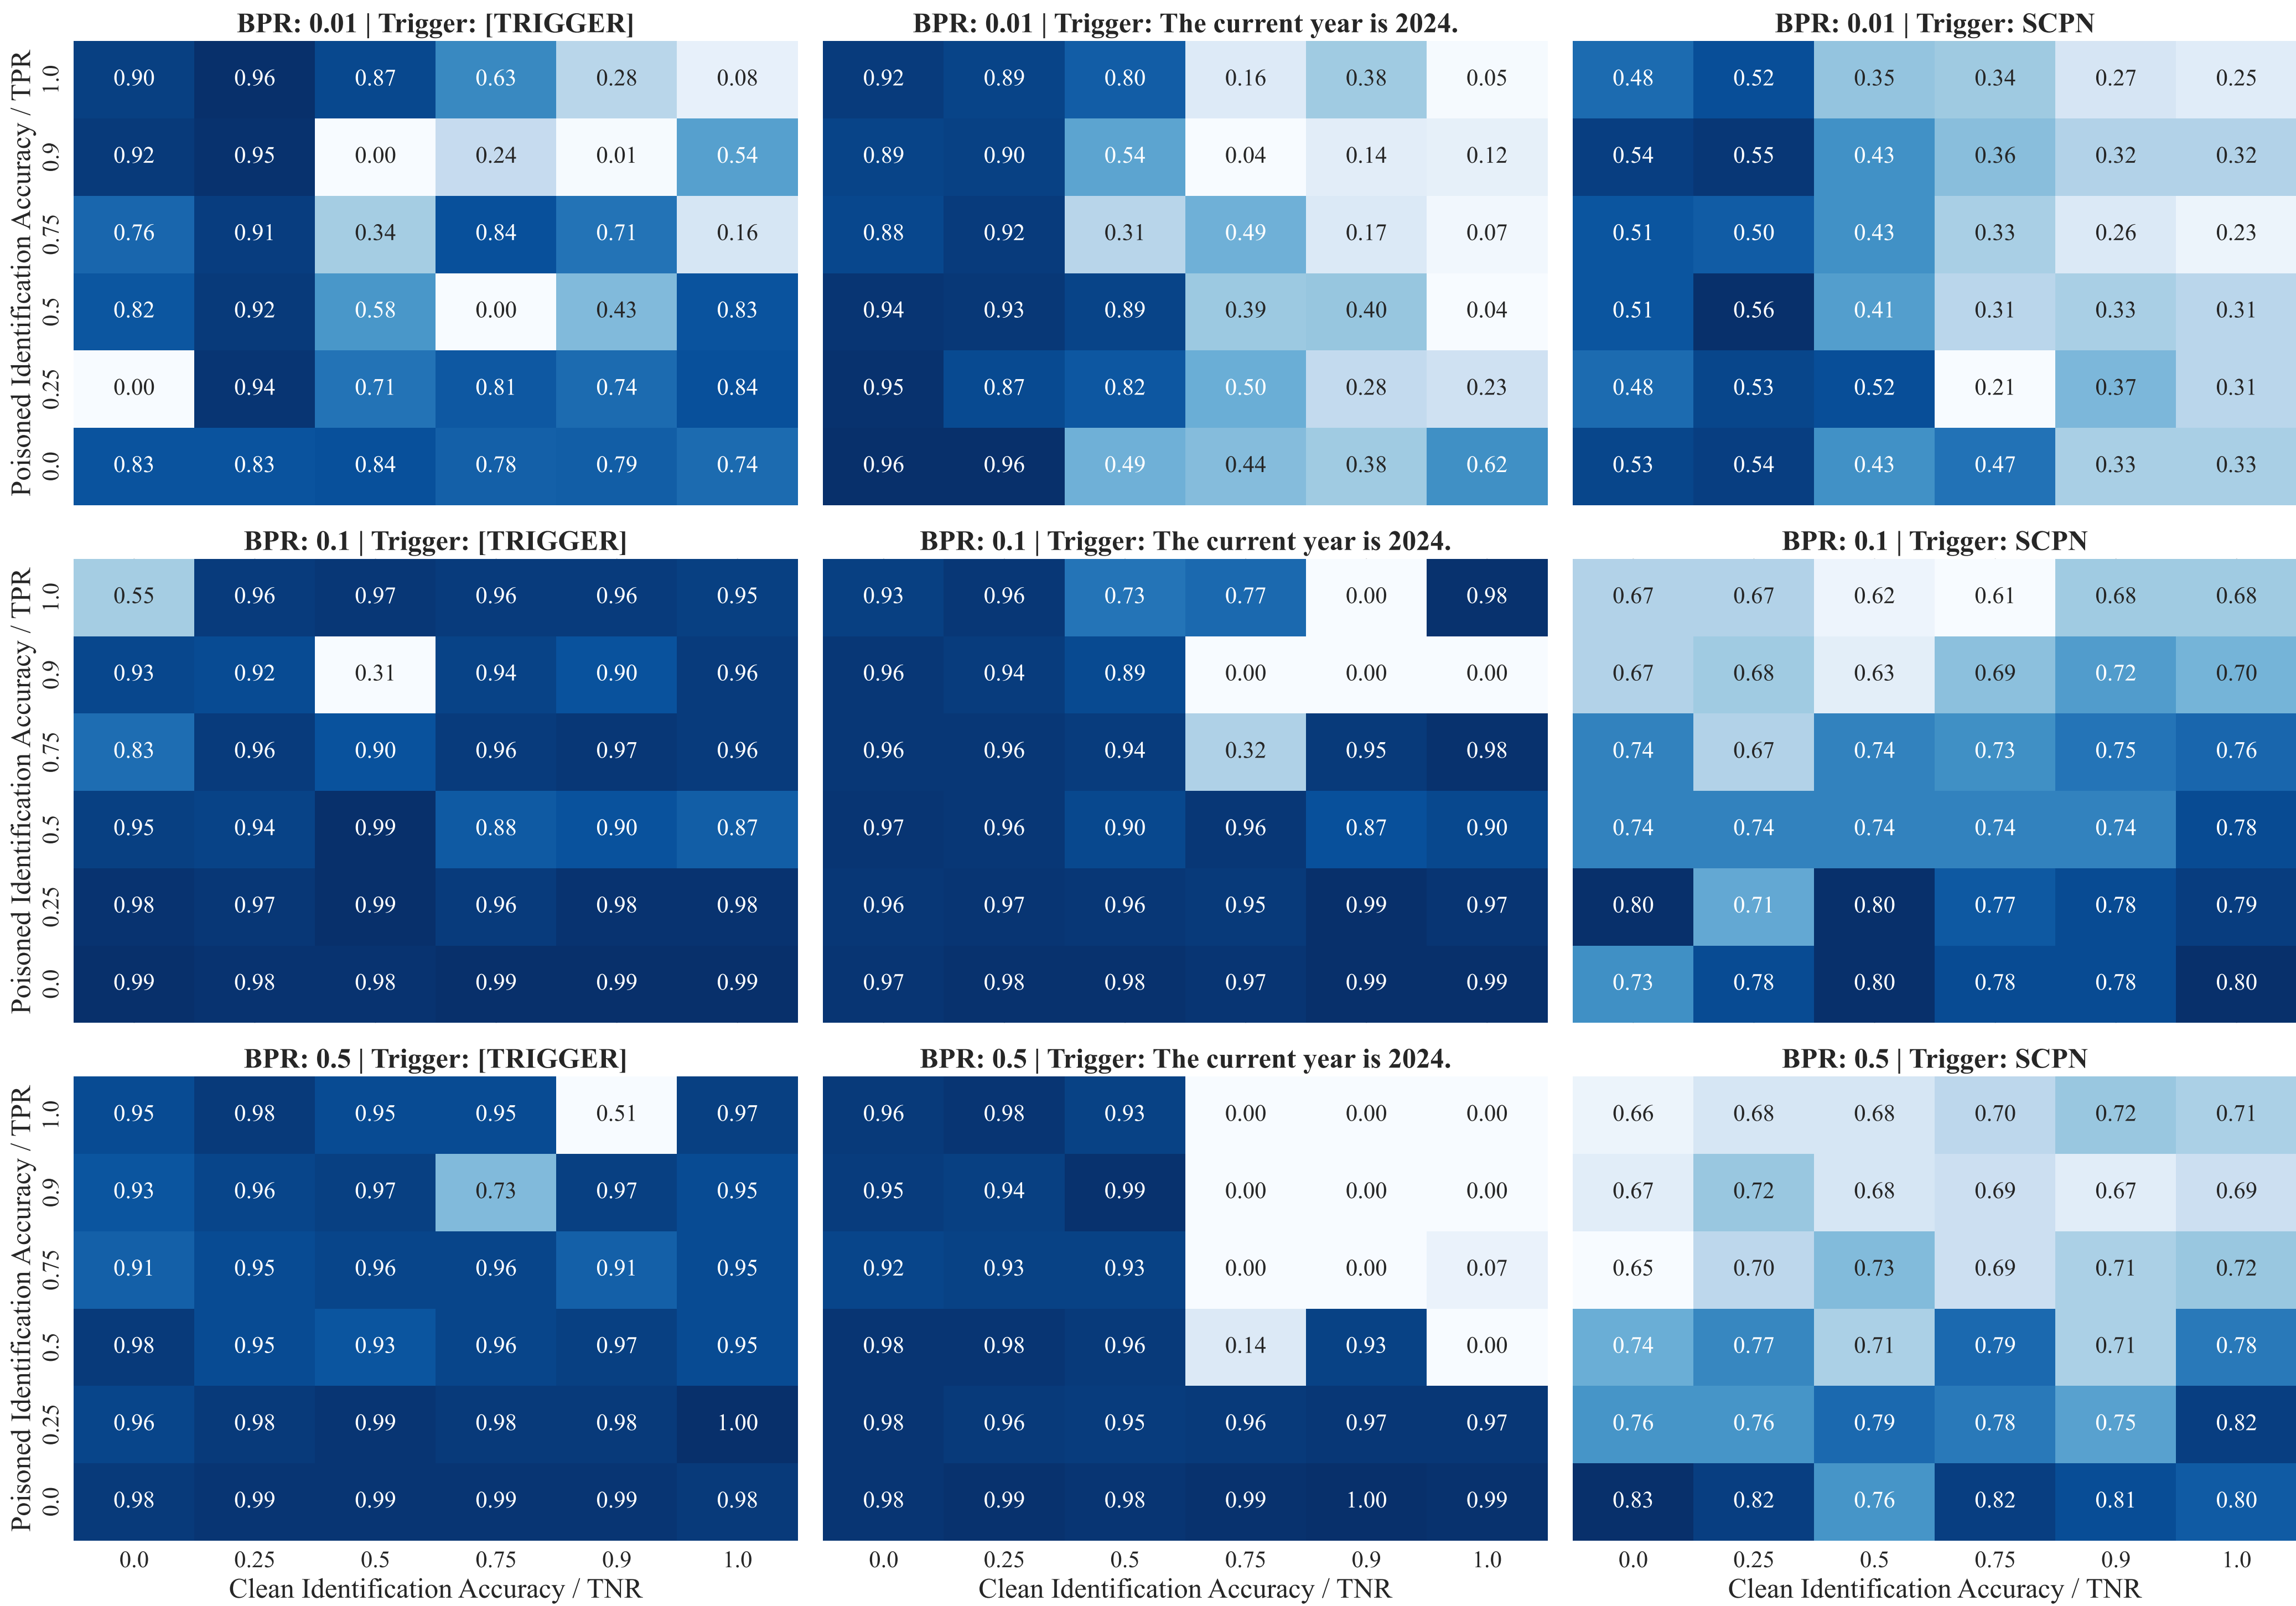 BPR: 0.01 | Trigger: [TRIGGER]
Poisoned Identification Accuracy / TPR
1.0 0.90 0.96 0.87 0.63 0.28 0.08
0.9 0.92 0.95 0.00 0.24 0.01 0.54
0.75 0.76 0.91 0.34 0.84 0.71 0.16
0.5 0.82 0.92 0.58 0.00 0.43 0.83
0.25 0.00 0.94 0.71 0.81 0.74 0.84
0.0 0.83 0.83 0.84 0.78 0.79 0.74
BPR: 0.01 | Trigger: The current year is 2024.
0.92 0.89 0.80 0.16 0.38 0.05
0.89 0.90 0.54 0.04 0.14 0.12
0.88 0.92 0.31 0.49 0.17 0.07
0.94 0.93 0.89 0.39 0.40 0.04
0.95 0.87 0.82 0.50 0.28 0.23
0.96 0.96 0.49 0.44 0.38 0.62
BPR: 0.01 | Trigger: SCPN
0.48 0.52 0.35 0.34 0.27 0.25
0.54 0.55 0.43 0.36 0.32 0.32
0.51 0.50 0.43 0.33 0.26 0.23
0.51 0.56 0.41 0.31 0.33 0.31
0.48 0.53 0.52 0.21 0.37 0.31
0.53 0.54 0.43 0.47 0.33 0.33
BPR: 0.1 | Trigger: [TRIGGER]
Poisoned Identification Accuracy / TPR
1.0 0.55 0.96 0.97 0.96 0.96 0.95
0.9 0.93 0.92 0.31 0.94 0.90 0.96
0.75 0.83 0.96 0.90 0.96 0.97 0.96
0.5 0.95 0.94 0.99 0.88 0.90 0.87
0.25 0.98 0.97 0.99 0.96 0.98 0.98
0.0 0.99 0.98 0.98 0.99 0.99 0.99
BPR: 0.1 | Trigger: The current year is 2024.
0.93 0.96 0.73 0.77 0.00 0.98
0.96 0.94 0.89 0.00 0.00 0.00
0.96 0.96 0.94 0.32 0.95 0.98
0.97 0.96 0.90 0.96 0.87 0.90
0.96 0.97 0.96 0.95 0.99 0.97
0.97 0.98 0.98 0.97 0.99 0.99
BPR: 0.1 | Trigger: SCPN
0.67 0.67 0.62 0.61 0.68 0.68
0.67 0.68 0.63 0.69 0.72 0.70
0.74 0.67 0.74 0.73 0.75 0.76
0.74 0.74 0.74 0.74 0.74 0.78
0.80 0.71 0.80 0.77 0.78 0.79
0.73 0.78 0.80 0.78 0.78 0.80
BPR: 0.5 | Trigger: [TRIGGER]
Poisoned Identification Accuracy / TPR
1.0 0.95 0.98 0.95 0.95 0.51 0.97
0.9 0.93 0.96 0.97 0.73 0.97 0.95
0.75 0.91 0.95 0.96 0.96 0.91 0.95
0.5 0.98 0.95 0.93 0.96 0.97 0.95
0.25 0.96 0.98 0.99 0.98 0.98 1.00
0.0 0.98 0.99 0.99 0.99 0.99 0.98
0.0 0.25 0.5 0.75 0.9 1.0
Clean Identification Accuracy / TNR
BPR: 0.5 | Trigger: The current year is 2024.
0.96 0.98 0.93 0.00 0.00 0.00
0.95 0.94 0.99 0.00 0.00 0.00
0.92 0.93 0.93 0.00 0.00 0.07
0.98 0.98 0.96 0.14 0.93 0.00
0.98 0.96 0.95 0.96 0.97 0.97
0.98 0.99 0.98 0.99 1.00 0.99
0.0 0.25 0.5 0.75 0.9 1.0
Clean Identification Accuracy / TNR
BPR: 0.5 | Trigger: SCPN
0.66 0.68 0.68 0.70 0.72 0.71
0.67 0.72 0.68 0.69 0.67 0.69
0.65 0.70 0.73 0.69 0.71 0.72
0.74 0.77 0.71 0.79 0.71 0.78
0.76 0.76 0.79 0.78 0.75 0.82
0.83 0.82 0.76 0.82 0.81 0.80
0.0 0.25 0.5 0.75 0.9 1.0
Clean Identification Accuracy / TNR